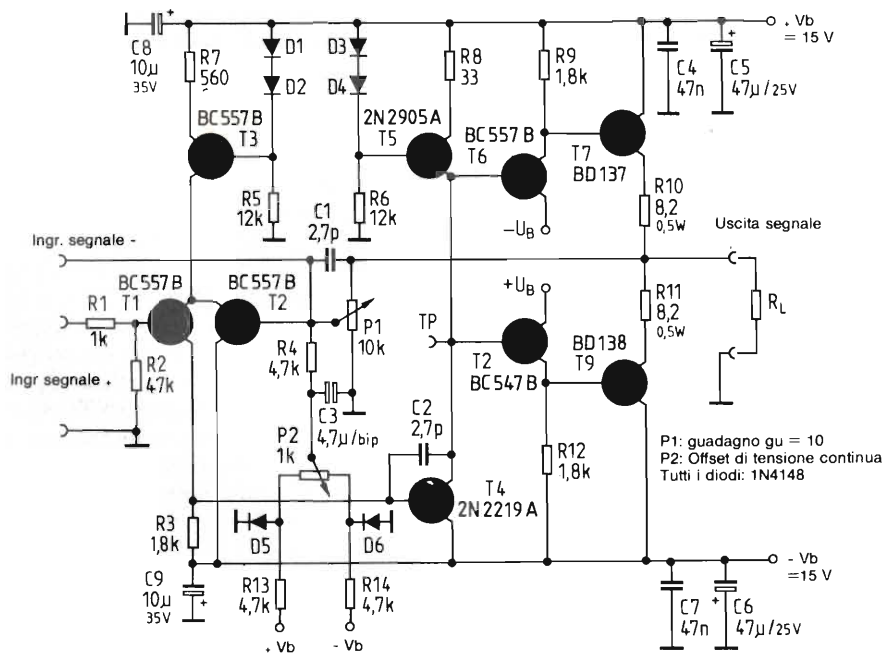 + Vb
= 15 V
C8
10µ
35V
R7
560
D1
D2
D3
D4
R8
33
R9
1,8k
C4
47n
C5
47µ/25V
BC557B
T3
2N2905A
T5
BC557B
T6
T7
BD137
R5
12k
R6
12k
C1
2,7p
-UB
R10
8,2
0,5W
Uscita segnale
Ingr. segnale -
BC557B
T1
BC557B
T2
R1
1k
P1
10k
+UB
R11
8,2
0,5W
RL
TP
R2
47k
R4
4,7k
T2
BC547B
BD138
T9
Ingr segnale +
C3
4,7µ/bip
C2
2,7p
P2
1k
R12
1,8k
P1: guadagno gu = 10
P2: Offset di tensione continua
Tutti i diodi: 1N4148
T4
2N2219A
R3
1,8k
D5
D6
C9
10µ
35V
R13
4,7k
R14
4,7k
+ Vb
- Vb
- Vb
=15 V
C7
47n
C6
47µ/25V